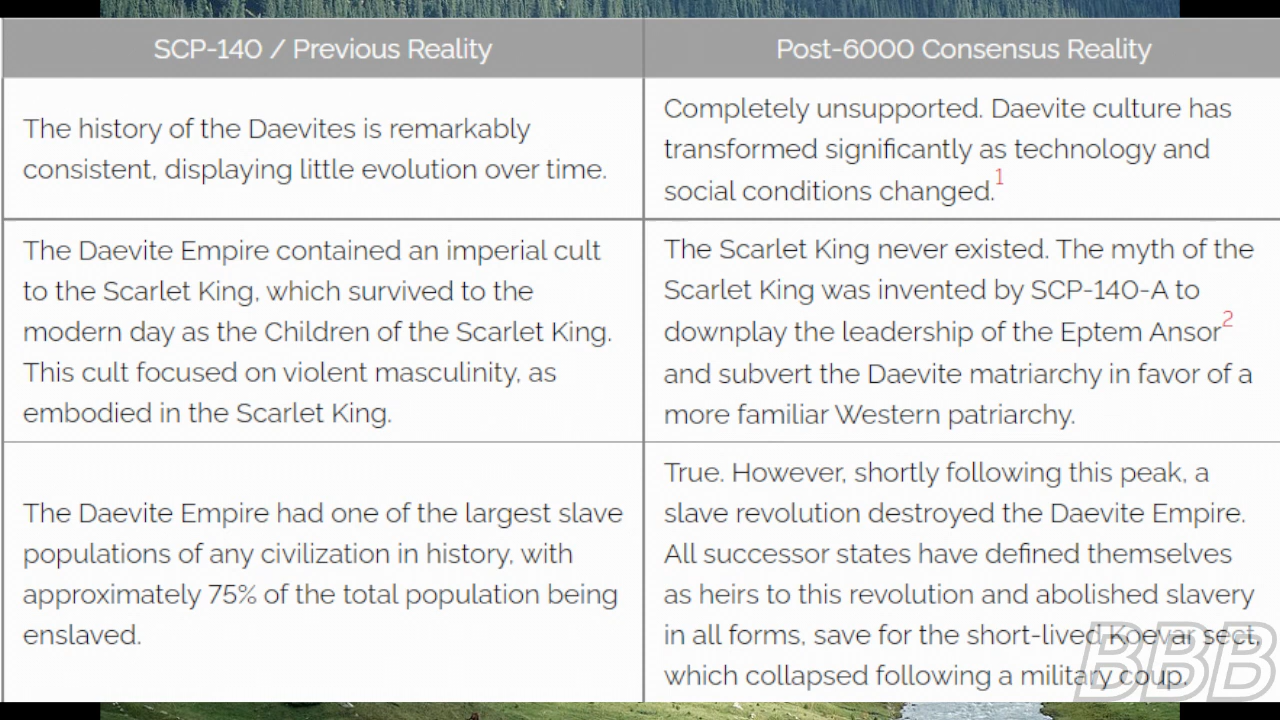 SCP-140 / Previous Reality
Post-6000 Consensus Reality
The history of the Daevites is remarkably
consistent, displaying little evolution over time.
Completely unsupported. Daevite culture has
transformed significantly as technology and
social conditions changed.1
The Daevite Empire contained an imperial cult
to the Scarlet King, which survived to the
modern day as the Children of the Scarlet King.
This cult focused on violent masculinity, as
embodied in the Scarlet King.
The Scarlet King never existed. The myth of the
Scarlet King was invented by SCP-140-A to
downplay the leadership of the Eptem Ansor2
and subvert the Daevite matriarchy in favor of a
more familiar Western patriarchy.
The Daevite Empire had one of the largest slave
populations of any civilization in history, with
approximately 75% of the total population being
enslaved.
True. However, shortly following this peak, a
slave revolution destroyed the Daevite Empire.
All successor states have defined themselves
as heirs to this revolution and abolished slavery
in all forms, save for the short-lived Koevar sect,
which collapsed following a military coup.
BBB